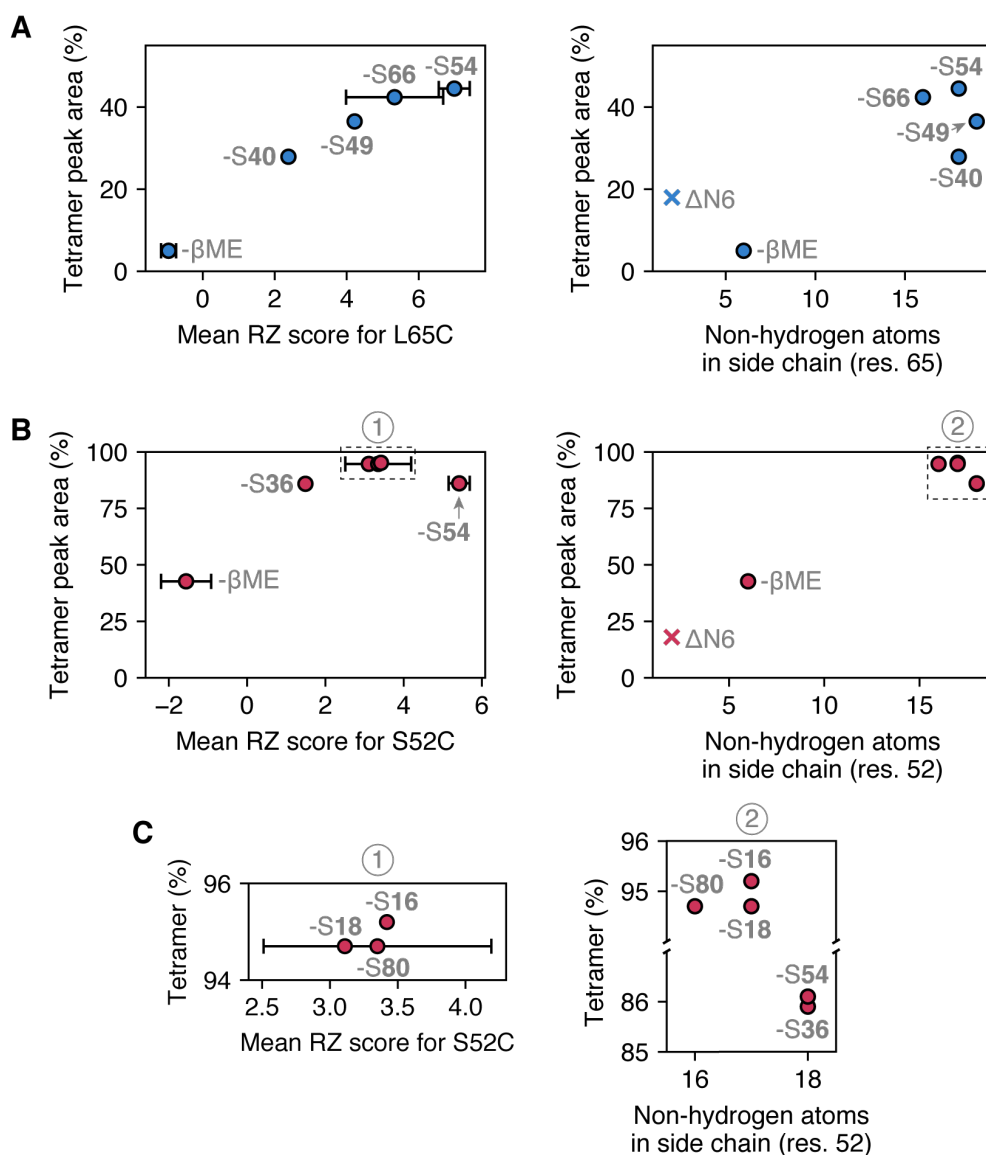 A
Tetramer peak area (%)
40
20
0
0
2
4
6
-S54
-S66
-S49
-S40
-βME
Mean RZ score for L65C
Tetramer peak area (%)
40
20
0
5
10
15
-S54
-S66
-S49
-S40
ΔN6
-βME
Non-hydrogen atoms
in side chain (res. 65)
B
1
Tetramer peak area (%)
100
75
50
25
0
−2
0
2
4
6
-S36
-S54
-βME
Mean RZ score for S52C
2
Tetramer peak area (%)
100
75
50
25
0
5
10
15
-βME
ΔN6
Non-hydrogen atoms
in side chain (res. 52)
C
1
Tetramer (%)
96
94
2.5
3.0
3.5
4.0
-S16
-S18
-S80
Mean RZ score for S52C
2
Tetramer (%)
96
95
86
85
16
18
-S16
-S80
-S18
-S54
-S36
Non-hydrogen atoms
in side chain (res. 52)